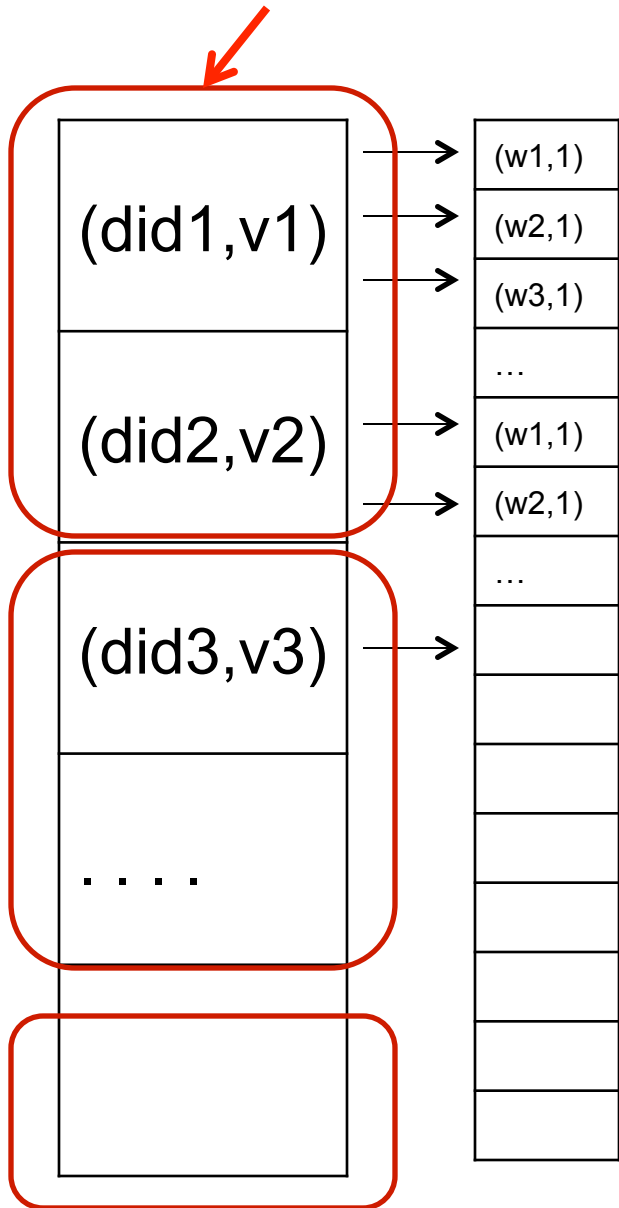 (did1,v1)
(did2,v2)
(did3,v3)
. . . .
(w1,1)
(w2,1)
(w3,1)
...
(w1,1)
(w2,1)
...